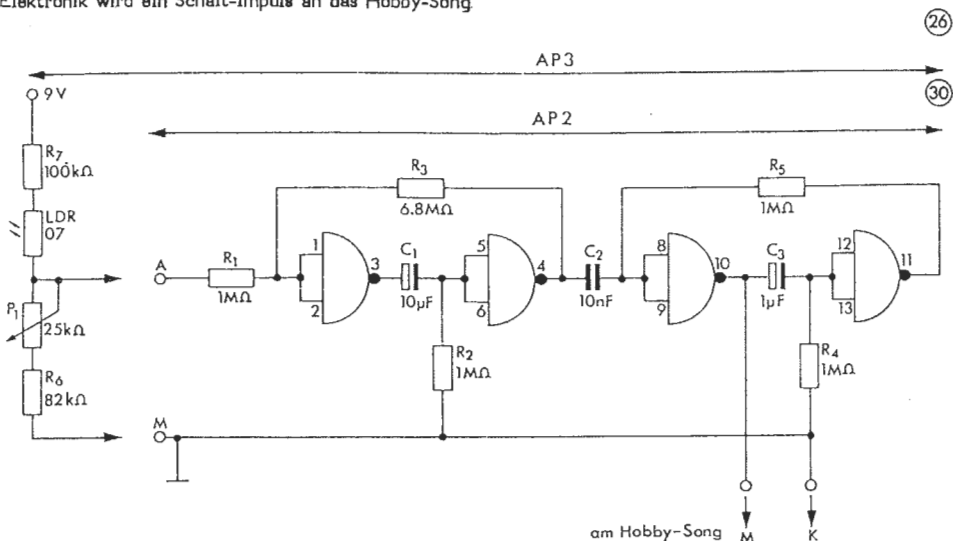 Elektronik wird ein Schalt-Impuls an das Hobby-Song
26
AP3
9V
30
AP2
R7
100kΩ
R3
6.8MΩ
R5
1MΩ
LDR
07
A
R1
1MΩ
1
2
3
C1
10µF
5
6
4
C2
10nF
8
9
10
C3
1µF
12
13
11
P1
25kΩ
R2
1MΩ
R4
1MΩ
R6
82kΩ
M
am Hobby-Song M K